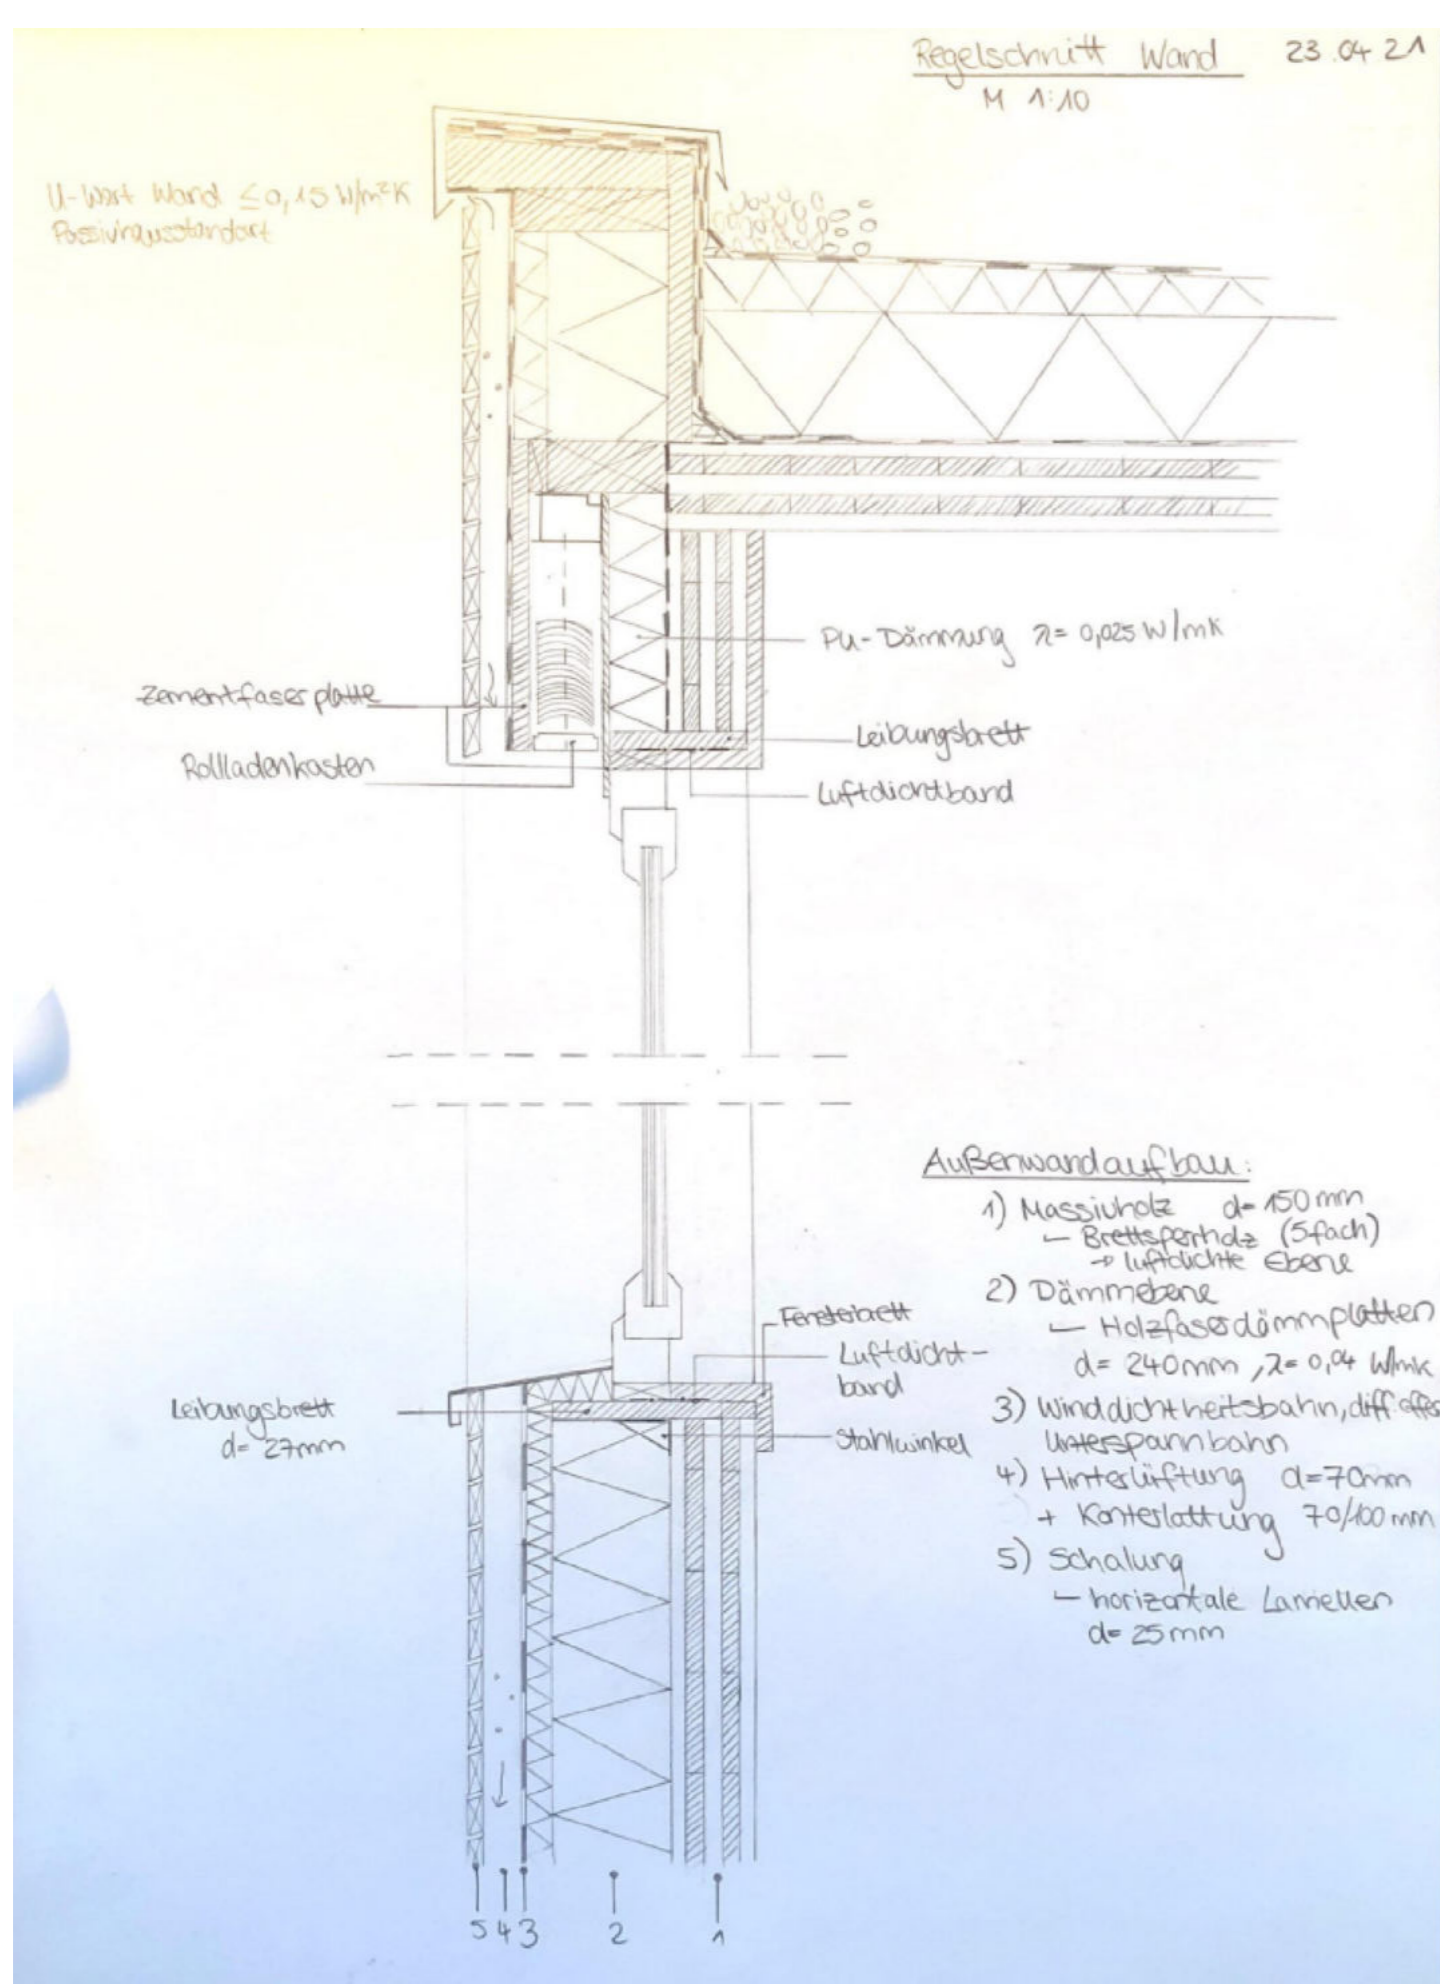 Regelschnitt Wand 23.04.21
M 1:10
U-Wert Wand ≤ 0,15 W/m²K
Passivhausstandart
PU-Dämmung λ= 0,025 W/mK
Zementfaserplatte
Leibungsbrett
Rollladenkasten
Luftdichtband
Außenwandaufbau:
1) Massivholz d= 150 mm
– Brettsperrholz (5fach)
→ luftdichte Ebene
2) Dämmebene
– Holzfaserdämmplatten
d= 240mm, λ= 0,04 W/mK
3) Winddichtheitsbahn, diff. offen
Unterspannbahn
4) Hinterlüftung d=70mm
+ Konterlattung 70/100 mm
5) Schalung
– horizontale Lamellen
d= 25mm
Fensterbrett
Luftdicht-
band
Leibungsbrett
d= 27mm
Stahlwinkel
5 4 3 2 1